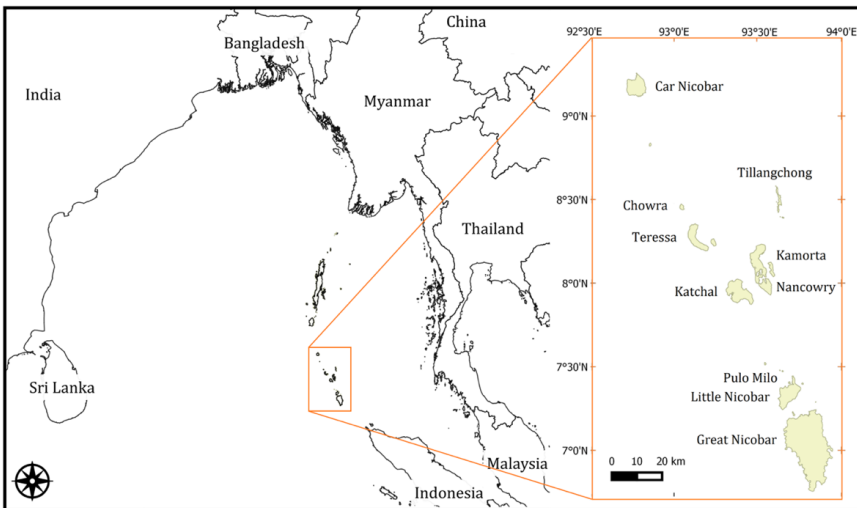 China
Bangladesh
India
Myanmar
Thailand
Sri Lanka
Malaysia
Indonesia
92°30'E 93°0'E 93°30'E 94°0'E
9°0'N
8°30'N
8°0'N
7°30'N
7°0'N
Car Nicobar
Tillangchong
Chowra
Teressa
Kamorta
Katchal
Nancowry
Pulo Milo
Little Nicobar
Great Nicobar
0 10 20 km